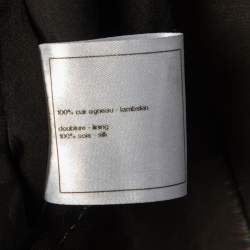 100% cuir agneau - lambskin
doublure - lining
100% soie - silk